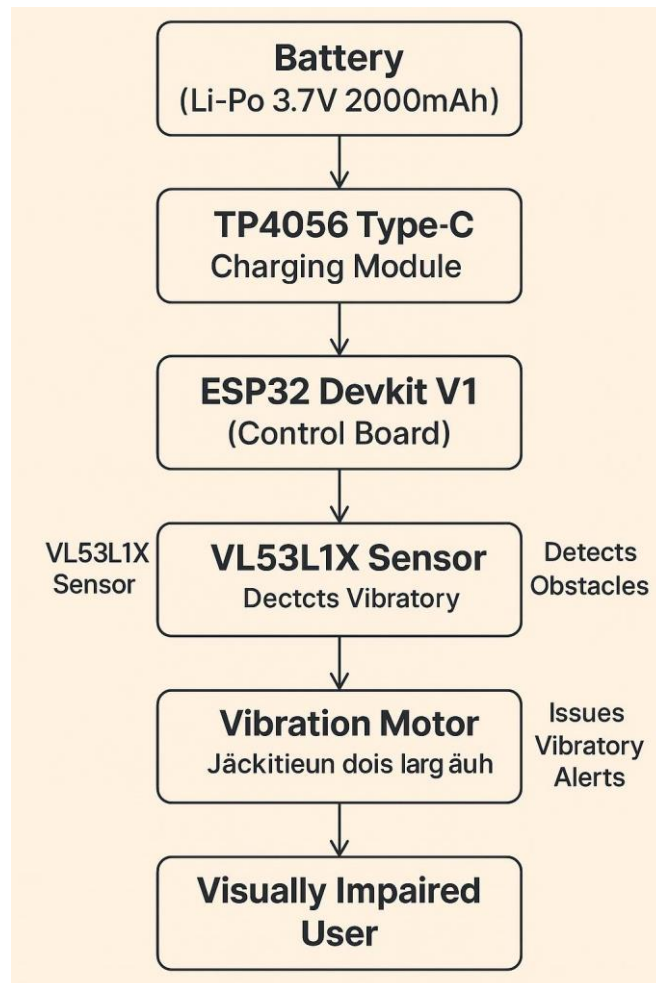 Battery
(Li-Po 3.7V 2000mAh)
TP4056 Type-C
Charging Module
ESP32 Devkit V1
(Control Board)
VL53L1X
Sensor
VL53L1X Sensor
Dectcts Vibratory
Detects
Obstacles
Vibration Motor
Jäckitieun dois larg äuh
Issues
Vibratory
Alerts
Visually Impaired
User